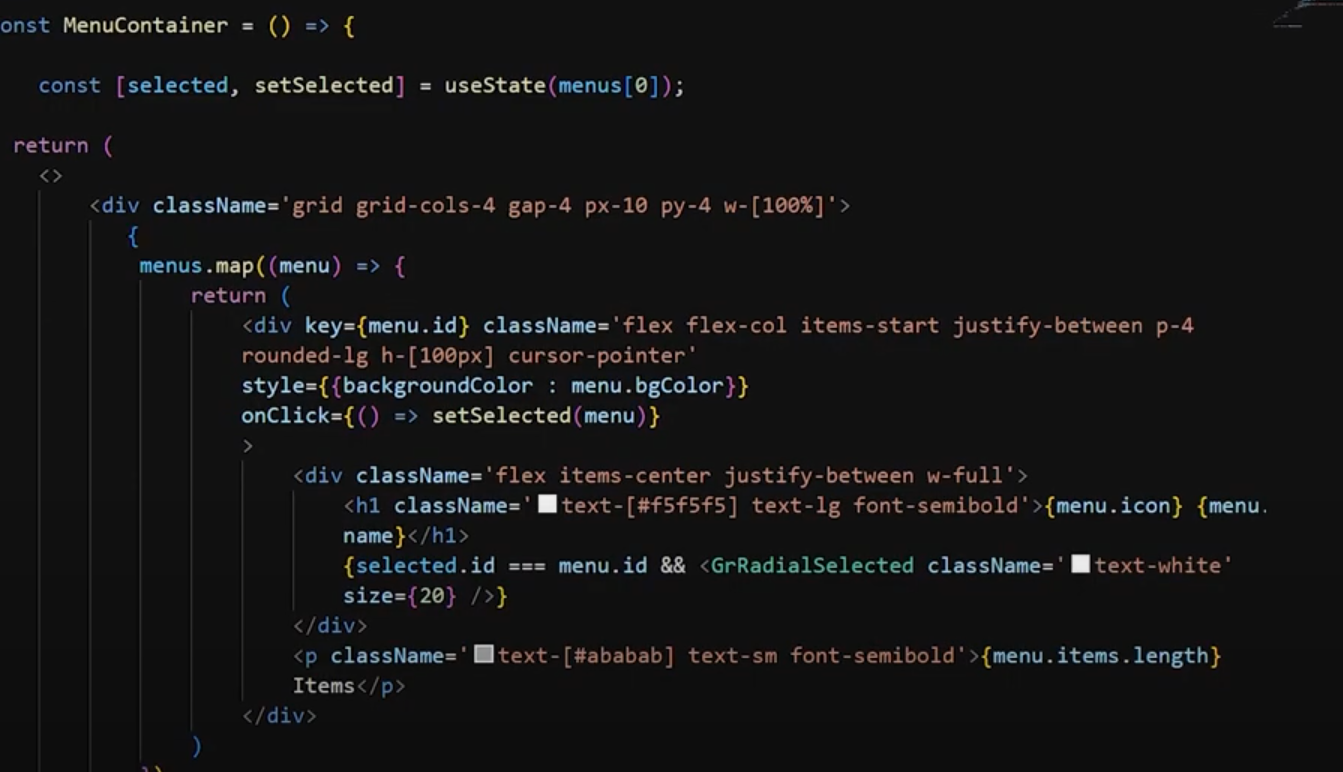 onst MenuContainer = () => {
const [selected, setSelected] = useState(menus[0]);
return (
<>
<div className='grid grid-cols-4 gap-4 px-10 py-4 w-[100%]'>
{
menus.map((menu) => {
return (
<div key={menu.id} className='flex flex-col items-start justify-between p-4
rounded-lg h-[100px] cursor-pointer'
style={{backgroundColor : menu.bgColor}}
onClick={() => setSelected(menu)}
>
<div className='flex items-center justify-between w-full'>
<h1 className='text-[#f5f5f5] text-lg font-semibold'>{menu.icon} {menu.
name}</h1>
{selected.id === menu.id && <GrRadialSelected className='text-white'
size={20} />}
</div>
<p className='text-[#ababab] text-sm font-semibold'>{menu.items.length}
Items</p>
</div>
)
})